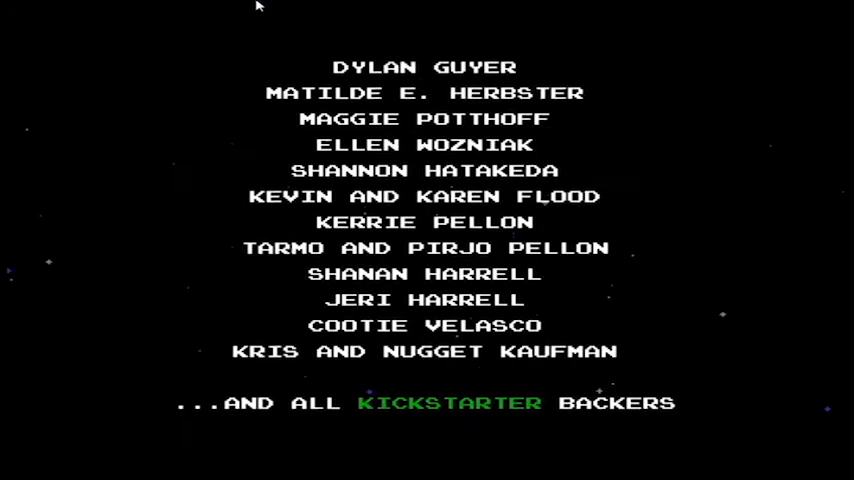 DYLAN GUYER
MATILDE E. HERBSTER
MAGGIE POTTHOFF
ELLEN WOZNIAK
SHANNON HATAKEDA
KEVIN AND KAREN FLOOD
KERRIE PELLON
TARMO AND PIRJO PELLON
SHANAN HARRELL
JERI HARRELL
COOTIE VELASCO
KRIS AND NUGGET KAUFMAN
...AND ALL KICKSTARTER BACKERS